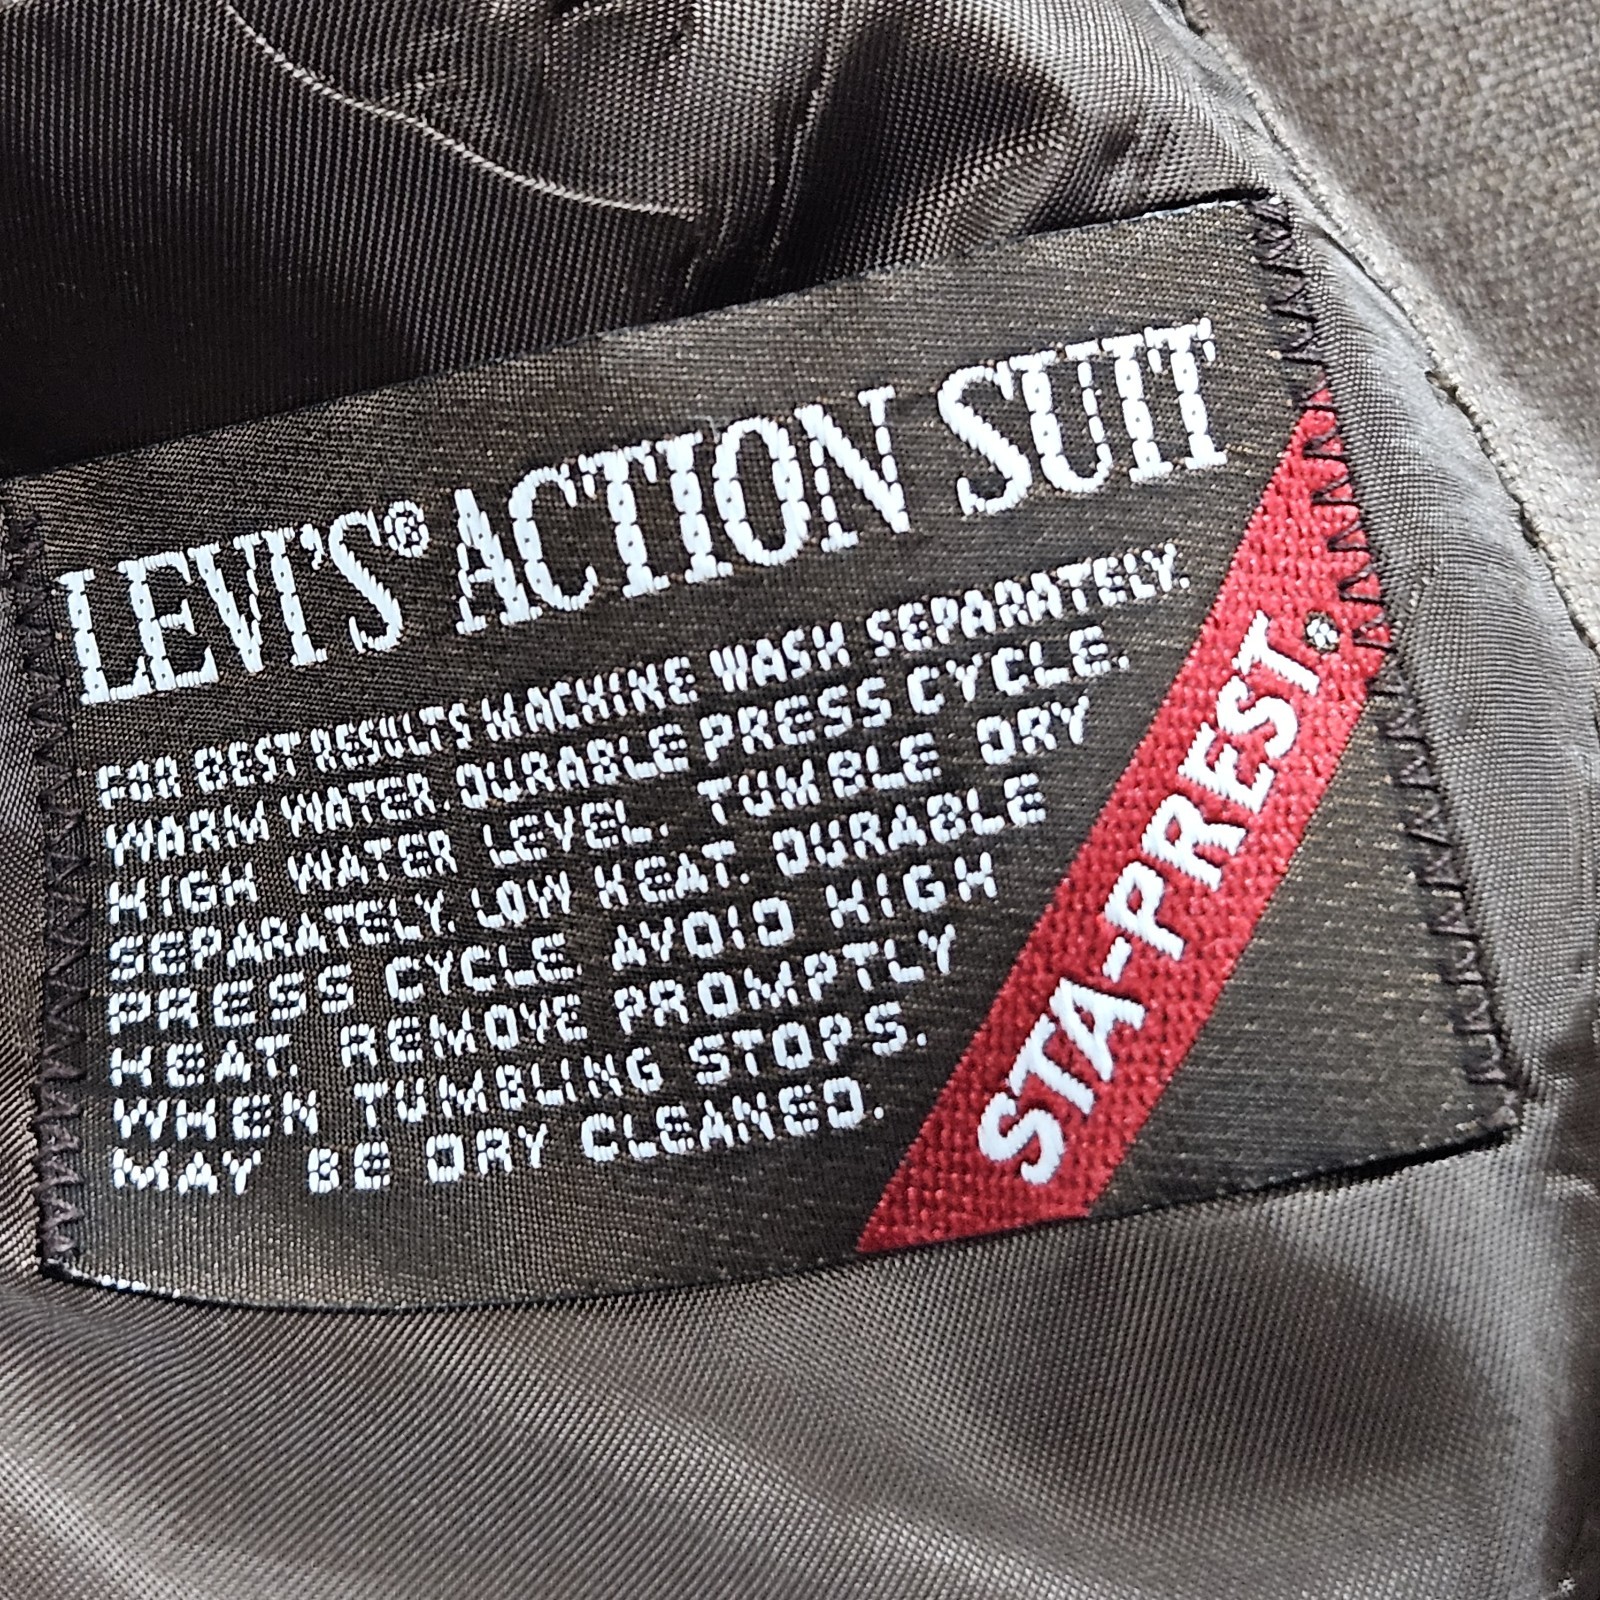 LEVI'S® ACTION SUIT
FOR BEST RESULTS MACHINE WASH SEPARATELY.
WARM WATER. DURABLE PRESS CYCLE.
HIGH WATER LEVEL. TUMBLE DRY
SEPARATELY. LOW HEAT. DURABLE
PRESS CYCLE. AVOID HIGH
HEAT. REMOVE PROMPTLY
WHEN TUMBLING STOPS.
MAY BE DRY CLEANED.
STA-PREST®